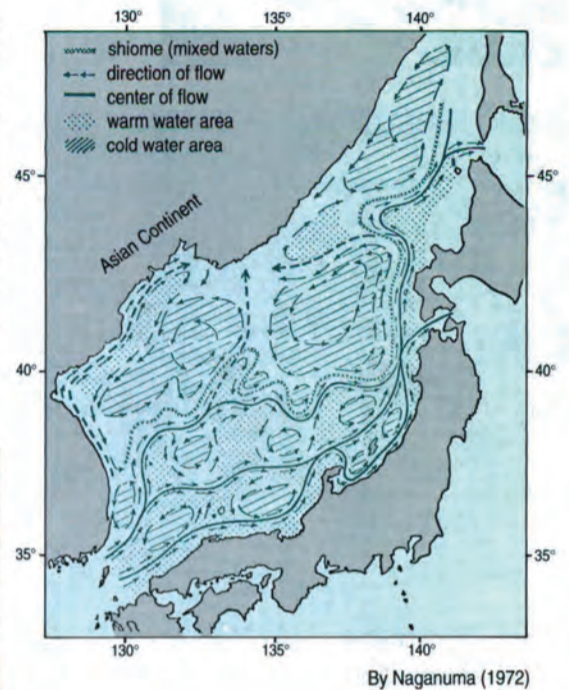 130° 135° 140°
shiome (mixed waters)
direction of flow
center of flow
warm water area
cold water area
45° 45°
Asian Continent
40° 40°
35° 35°
130° 135° 140°
By Naganuma (1972)